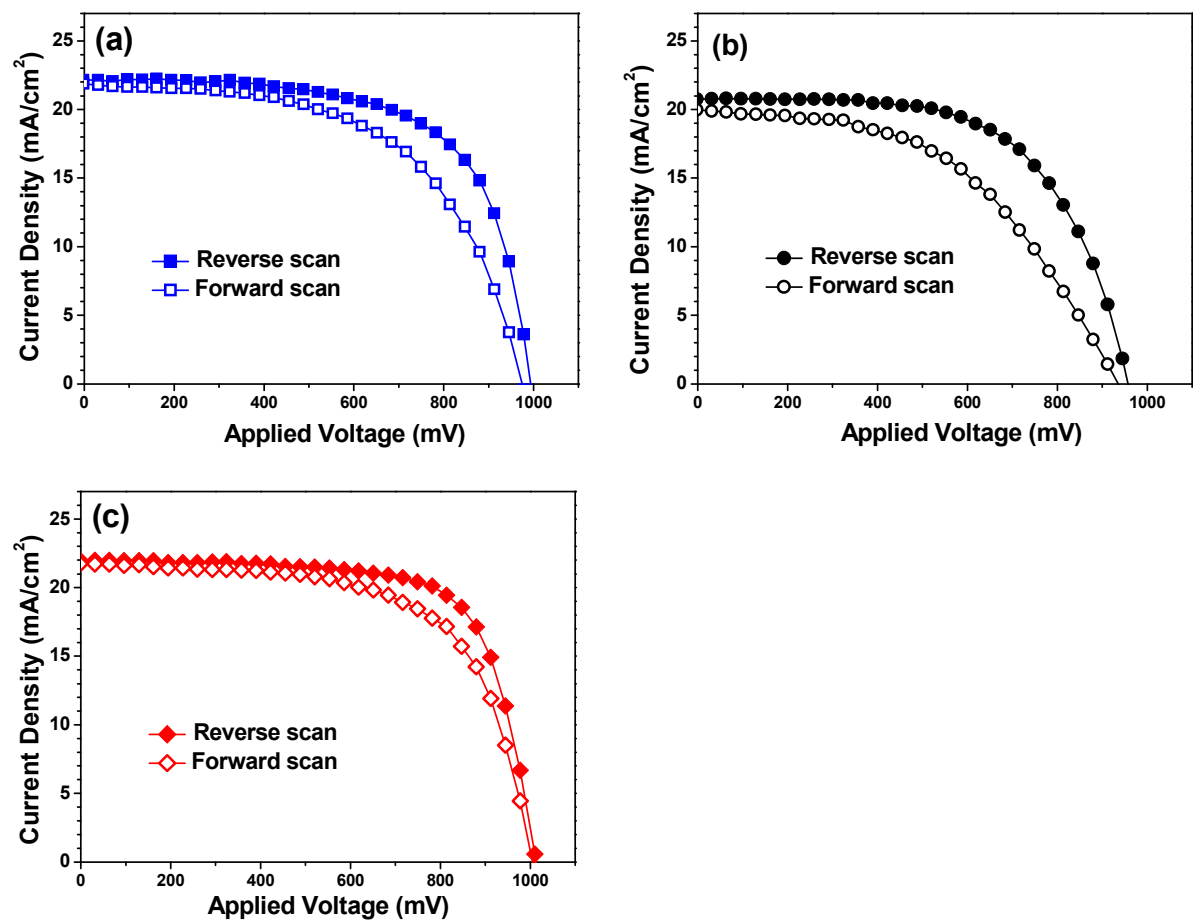 (a)
25
20
15
10
5
0
0 200 400 600 800 1000
Current Density (mA/cm²)
Applied Voltage (mV)
Reverse scan
Forward scan
(b)
25
20
15
10
5
0
0 200 400 600 800 1000
Current Density (mA/cm²)
Applied Voltage (mV)
Reverse scan
Forward scan
(c)
25
20
15
10
5
0
0 200 400 600 800 1000
Current Density (mA/cm²)
Applied Voltage (mV)
Reverse scan
Forward scan